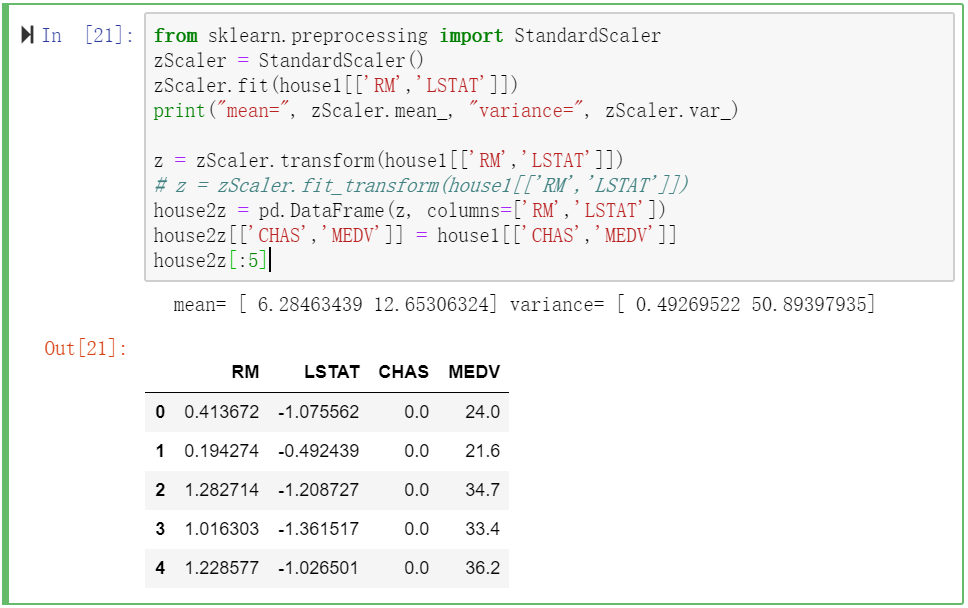 In [21]: from sklearn.preprocessing import StandardScaler
zScaler = StandardScaler()
zScaler.fit(house1[['RM','LSTAT']])
print("mean=", zScaler.mean_, "variance=", zScaler.var_)
z = zScaler.transform(house1[['RM','LSTAT']])
# z = zScaler.fit_transform(house1[['RM','LSTAT']])
house2z = pd.DataFrame(z, columns=['RM','LSTAT'])
house2z[['CHAS','MEDV']] = house1[['CHAS','MEDV']]
house2z[:5]
mean= [ 6.28463439 12.65306324] variance= [ 0.49269522 50.89397935]
Out[21]:
RM LSTAT CHAS MEDV
0 0.413672 -1.075562 0.0 24.0
1 0.194274 -0.492439 0.0 21.6
2 1.282714 -1.208727 0.0 34.7
3 1.016303 -1.361517 0.0 33.4
4 1.228577 -1.026501 0.0 36.2